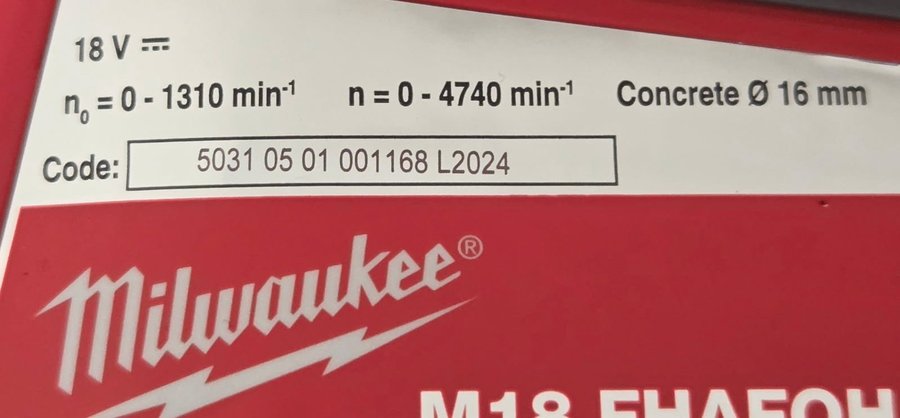 18 V ⎓
n₀ = 0 - 1310 min⁻¹ n = 0 - 4740 min⁻¹ Concrete Ø 16 mm
Code: 5031 05 01 001168 L2024
Milwaukee®
M18